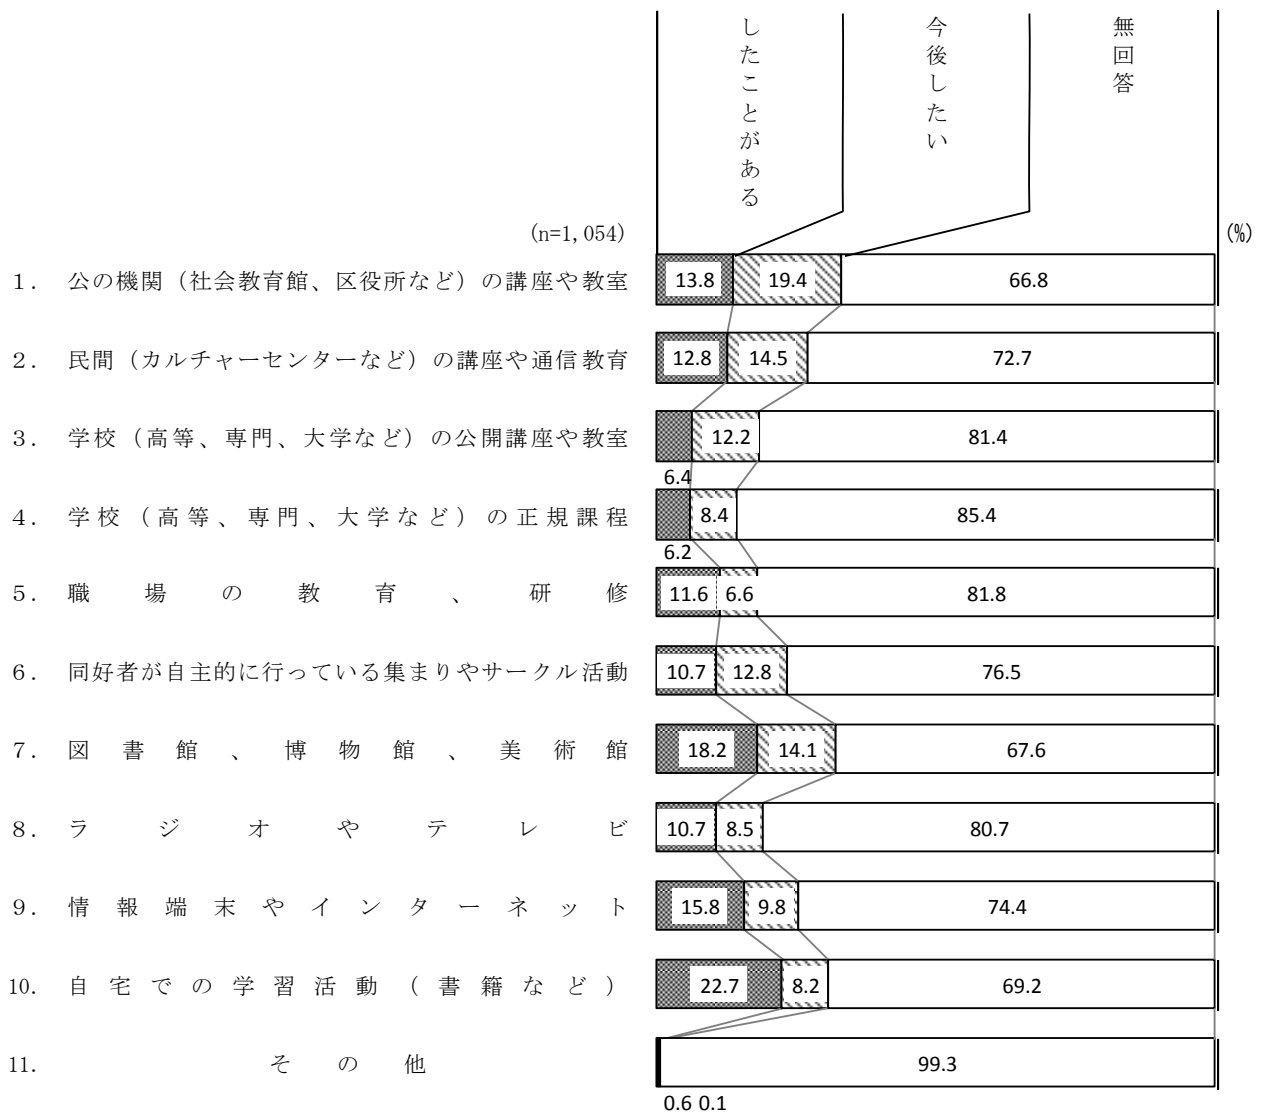 したことがある
今後したい
無回答
(n=1,054)
(%)
1. 公の機関（社会教育館、区役所など）の講座や教室 13.8 19.4 66.8
2. 民間（カルチャーセンターなど）の講座や通信教育 12.8 14.5 72.7
3. 学校（高等、専門、大学など）の公開講座や教室 12.2 81.4
6.4
4. 学校（高等、専門、大学など）の正規課程 8.4 85.4
6.2
5. 職場の教育、研修 11.6 6.6 81.8
6. 同好者が自主的に行っている集まりやサークル活動 10.7 12.8 76.5
7. 図書館、博物館、美術館 18.2 14.1 67.6
8. ラジオやテレビ 10.7 8.5 80.7
9. 情報端末やインターネット 15.8 9.8 74.4
10. 自宅での学習活動（書籍など） 22.7 8.2 69.2
11. その他 99.3
0.6 0.1